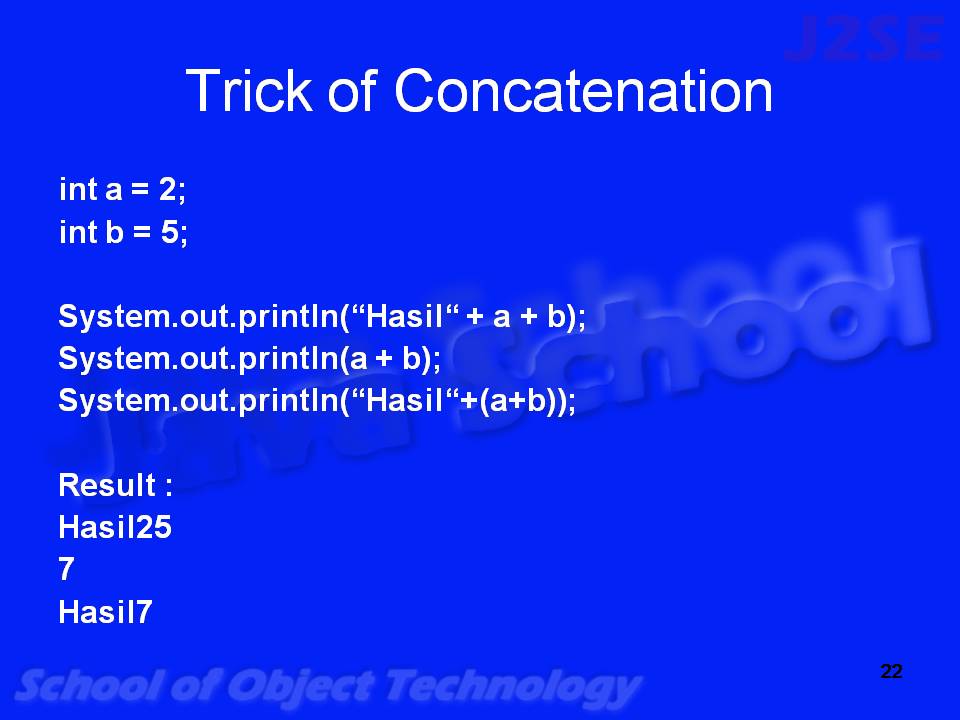 J2SE
Trick of Concatenation
int a = 2;
int b = 5;
System.out.println(“Hasil“ + a + b);
System.out.println(a + b);
System.out.println(“Hasil“+(a+b));
Result :
Hasil25
7
Hasil7
Java School
School of Object Technology
22